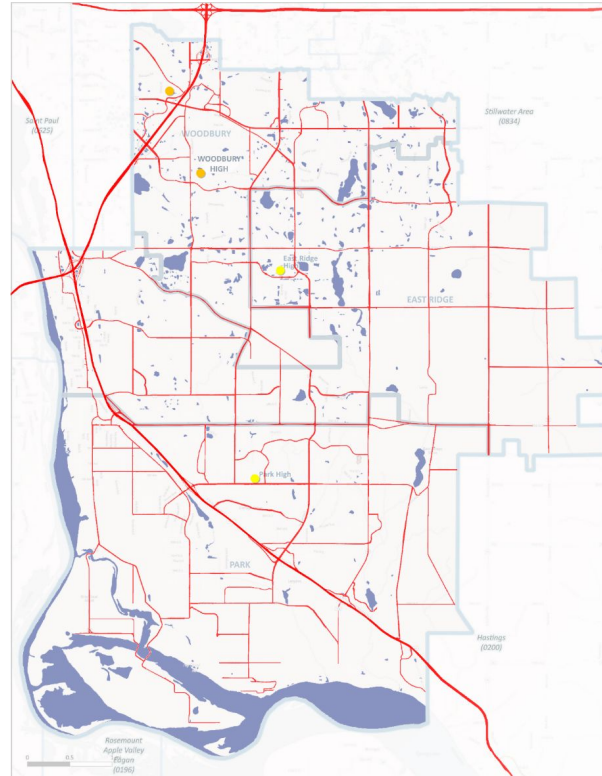 Saint Paul
(0625)
Stillwater Area
(0834)
WOODBURY
WOODBURY
HIGH
East Ridge
High
EAST RIDGE
Park High
PARK
Hastings
(0200)
Rosemount
Apple Valley
Eagan
(0196)
0
0.5